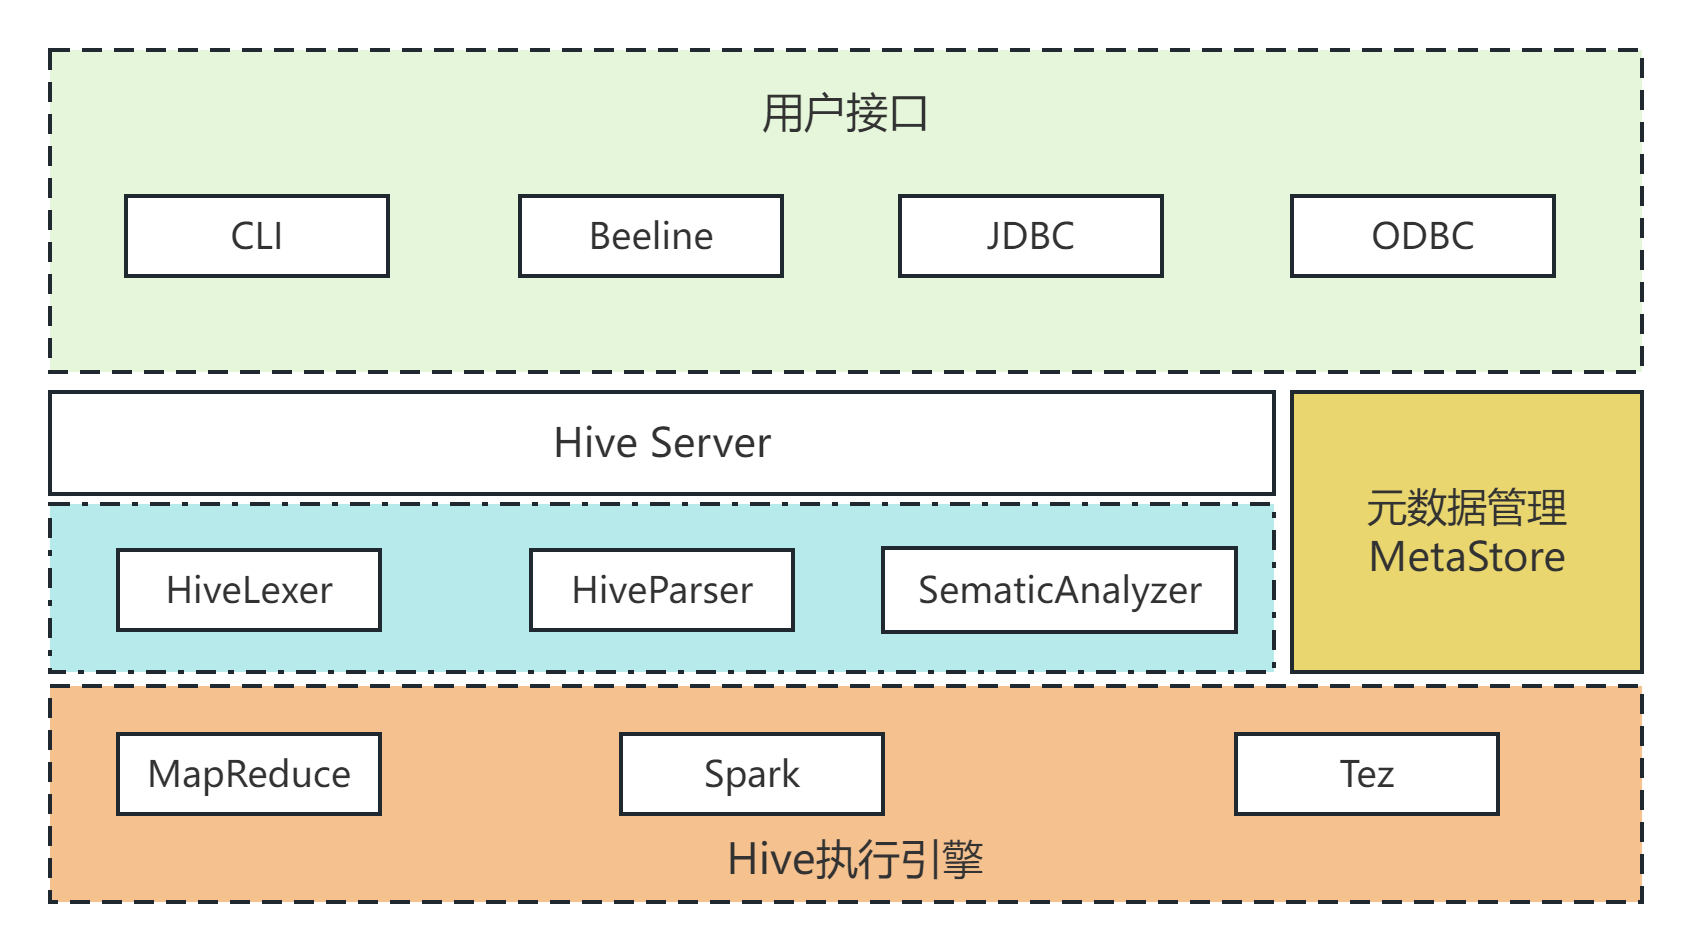 用户接口
CLI
Beeline
JDBC
ODBC
Hive Server
元数据管理
MetaStore
HiveLexer
HiveParser
SematicAnalyzer
MapReduce
Spark
Tez
Hive执行引擎